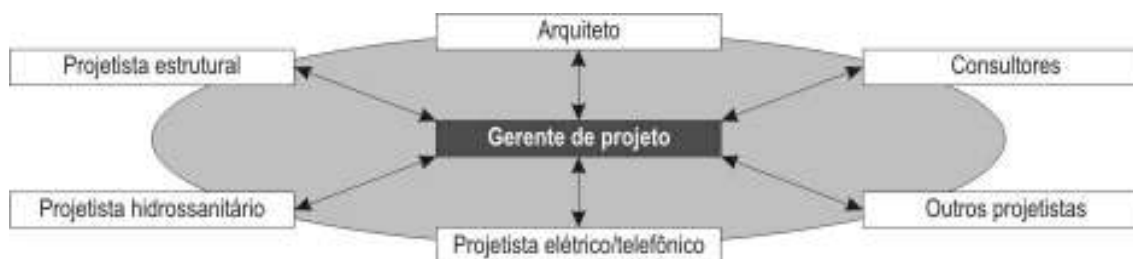 Arquiteto
Projetista estrutural
Consultores
Gerente de projeto
Projetista hidrossanitário
Outros projetistas
Projetista elétrico/telefônico